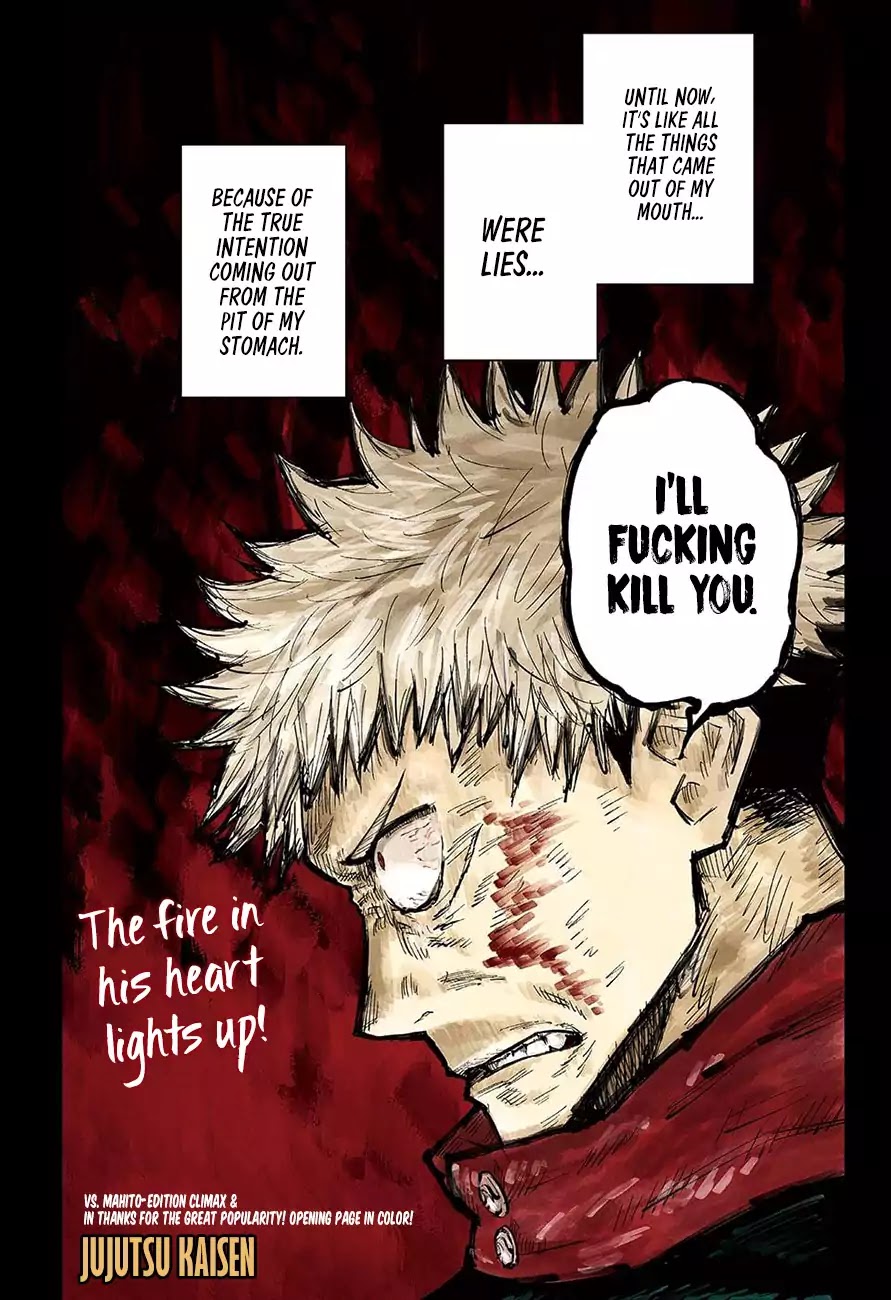 UNTIL NOW,
IT'S LIKE ALL
THE THINGS
THAT CAME
OUT OF MY
MOUTH...
WERE
LIES...
BECAUSE OF
THE TRUE
INTENTION
COMING OUT
FROM THE
PIT OF MY
STOMACH.
I'LL
FUCKING
KILL YOU.
The fire in
his heart
lights up!
VS. MAHITO-EDITION CLIMAX &
IN THANKS FOR THE GREAT POPULARITY! OPENING PAGE IN COLOR!
JUJUTSU KAISEN